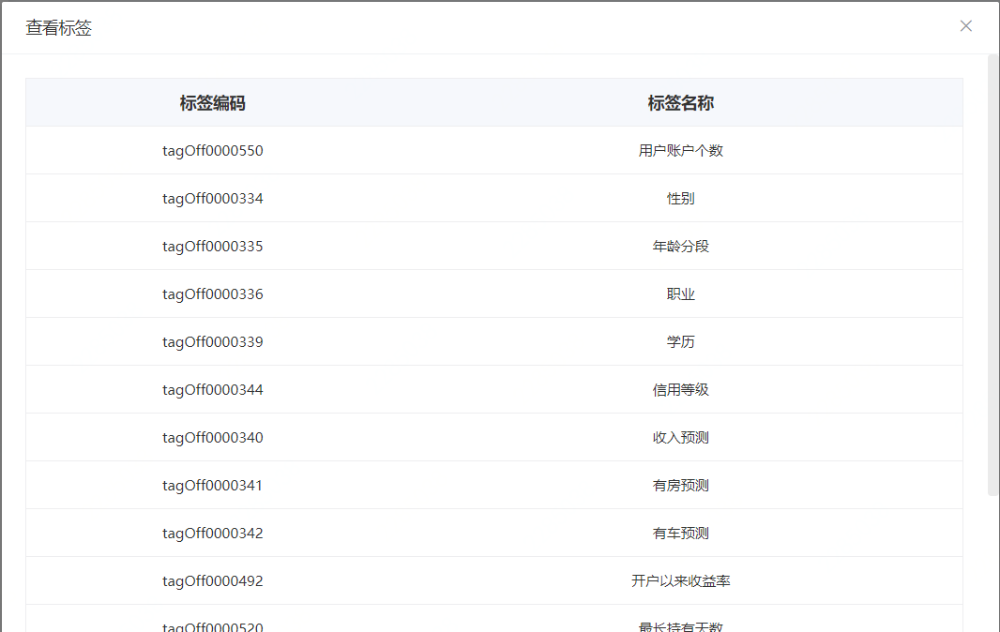 查看标签
标签编码 标签名称
tagOff0000550 用户账户个数
tagOff0000334 性别
tagOff0000335 年龄分段
tagOff0000336 职业
tagOff0000339 学历
tagOff0000344 信用等级
tagOff0000340 收入预测
tagOff0000341 有房预测
tagOff0000342 有车预测
tagOff0000492 开户以来收益率
tagOff0000520 最长持有天数